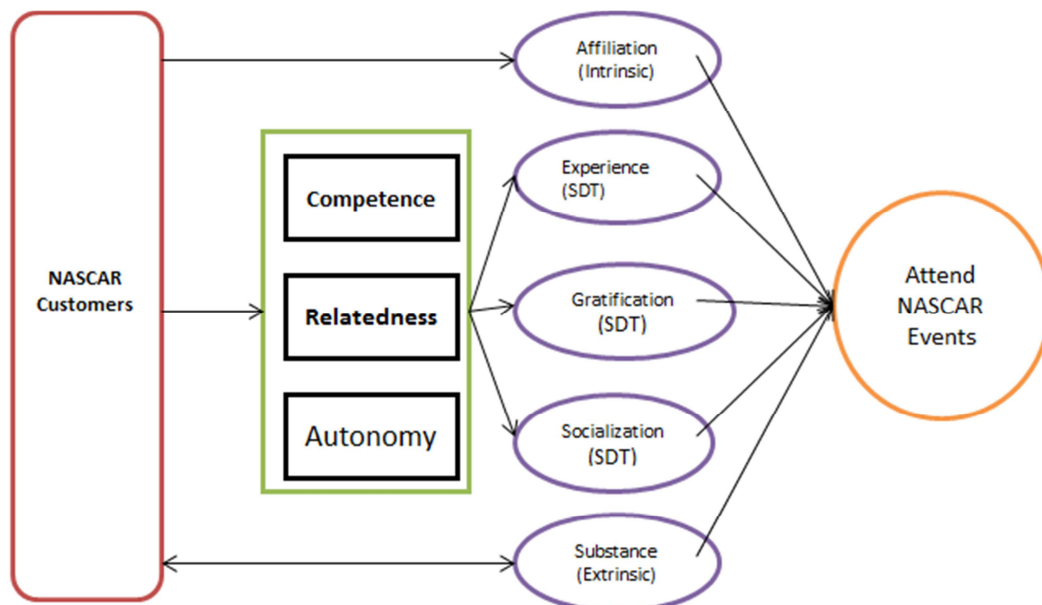 NASCAR
Customers
Competence
Relatedness
Autonomy
Affiliation
(Intrinsic)
Experience
(SDT)
Gratification
(SDT)
Socialization
(SDT)
Substance
(Extrinsic)
Attend
NASCAR
Events